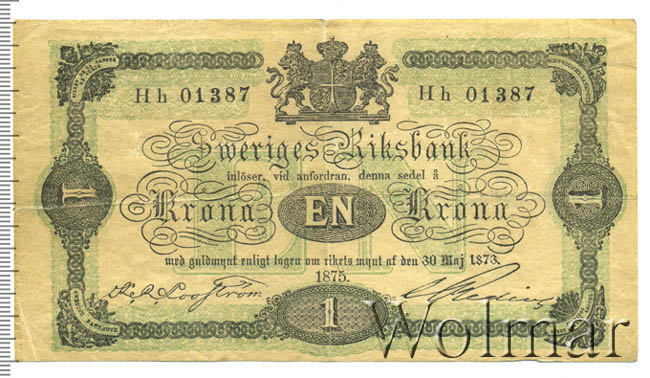 Hh 01387 Hh 01387
Sweriges Riksbank
inlöser, vid anfordran, denna sedel å
1 Krona EN Krona 1
med guldmynt enligt lagen om rikets mynt af den 30 Maj 1873.
1875.
1
Wolmar